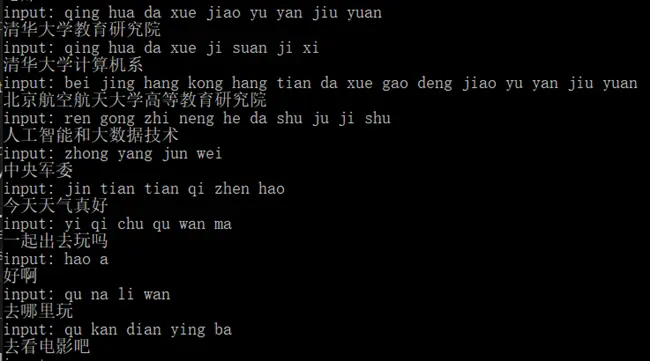 input: qing hua da xue jiao yu yan jiu yuan
清华大学教育研究院
input: qing hua da xue ji suan ji xi
清华大学计算机系
input: bei jing hang kong hang tian da xue gao deng jiao yu yan jiu yuan
北京航空航天大学高等教育研究院
input: ren gong zhi neng he da shu ju ji shu
人工智能和大数据技术
input: zhong yang jun wei
中央军委
input: jin tian tian qi zhen hao
今天天气真好
input: yi qi chu qu wan ma
一起出去玩吗
input: hao a
好啊
input: qu na li wan
去哪里玩
input: qu kan dian ying ba
去看电影吧